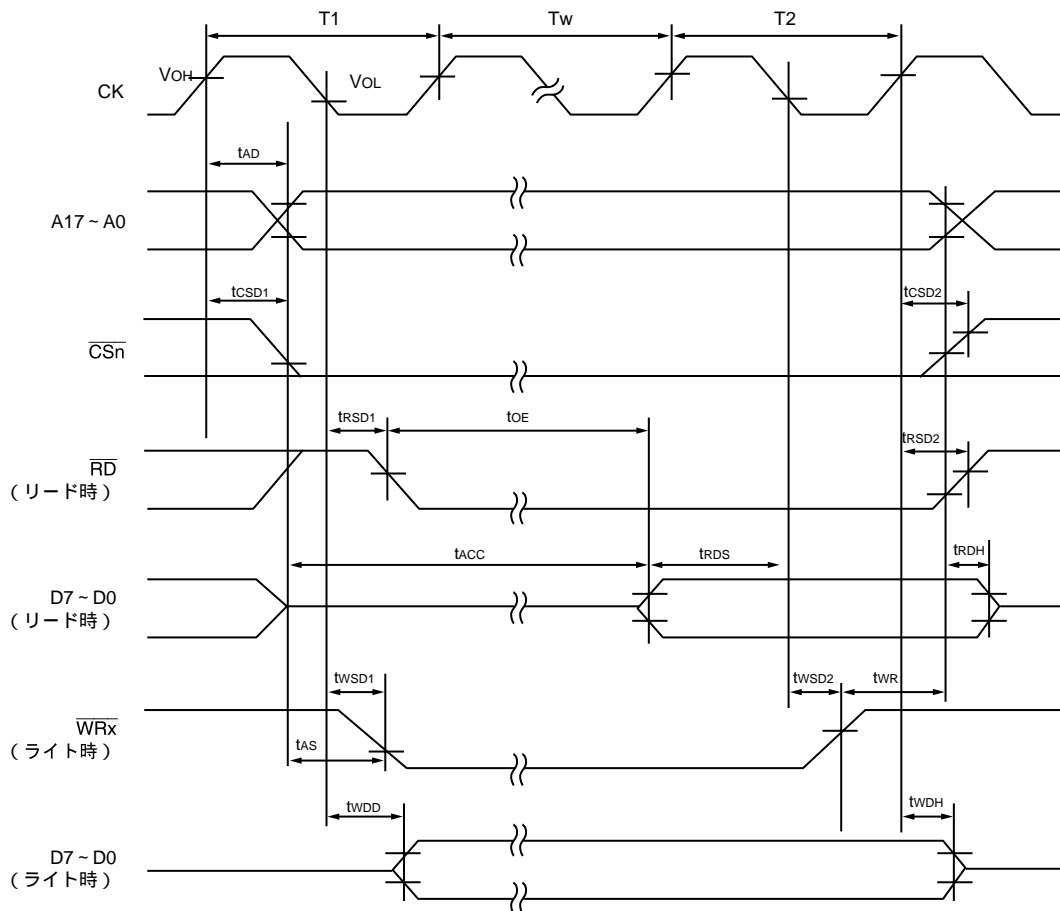 T1 Tw T2
VOH
VOL
CK
tAD
A17 ~ A0
tCSD1 tCSD2
CSn
tRSD1 tOE
tRSD2
RD
(リード時)
tACC tRDS tRDH
D7 ~ D0
(リード時)
tWSD1 tWSD2 tWR
WRx
(ライト時)
tAS
tWDD tWDH
D7 ~ D0
(ライト時)